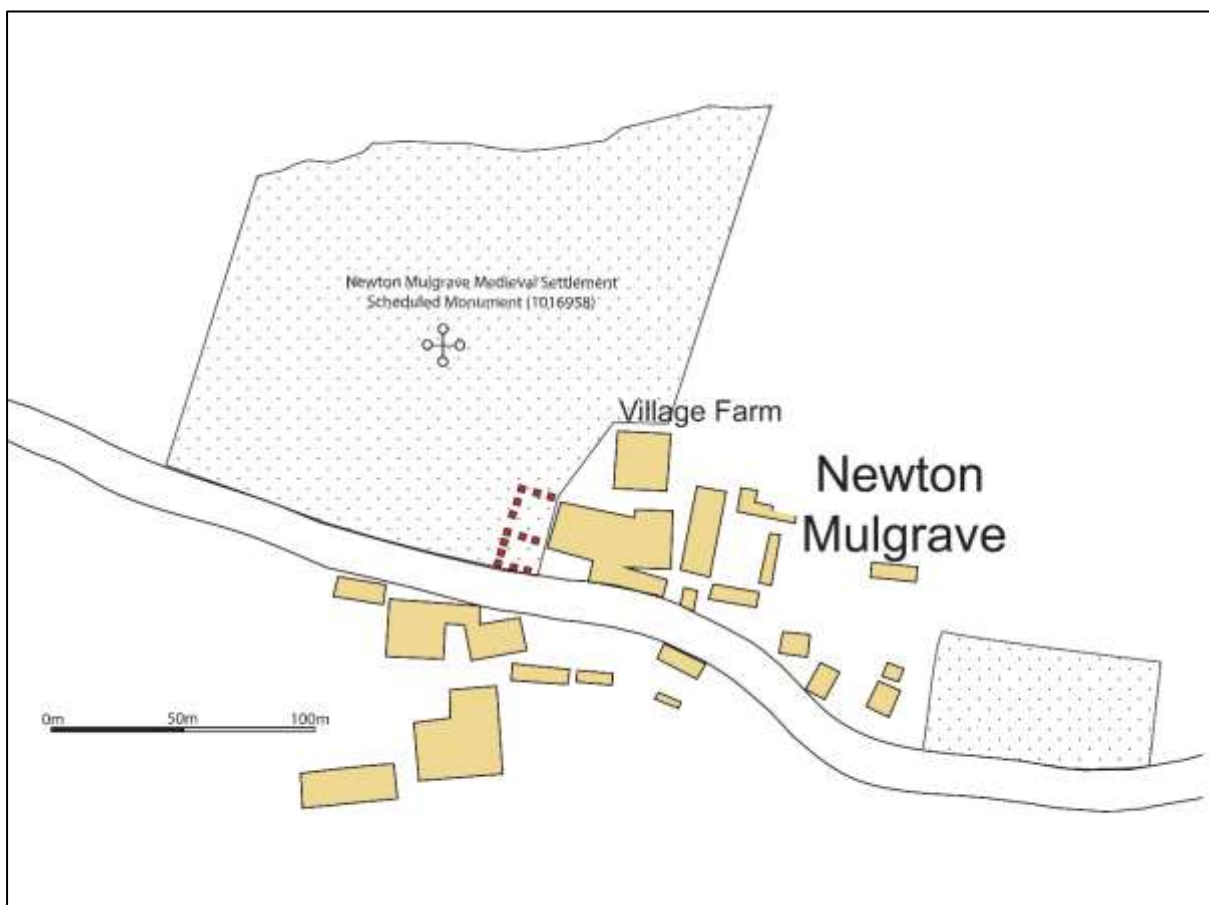 Newton Mulgrave Medieval Settlement
Scheduled Monument (1016958)
Village Farm
Newton
Mulgrave
0m 50m 100m